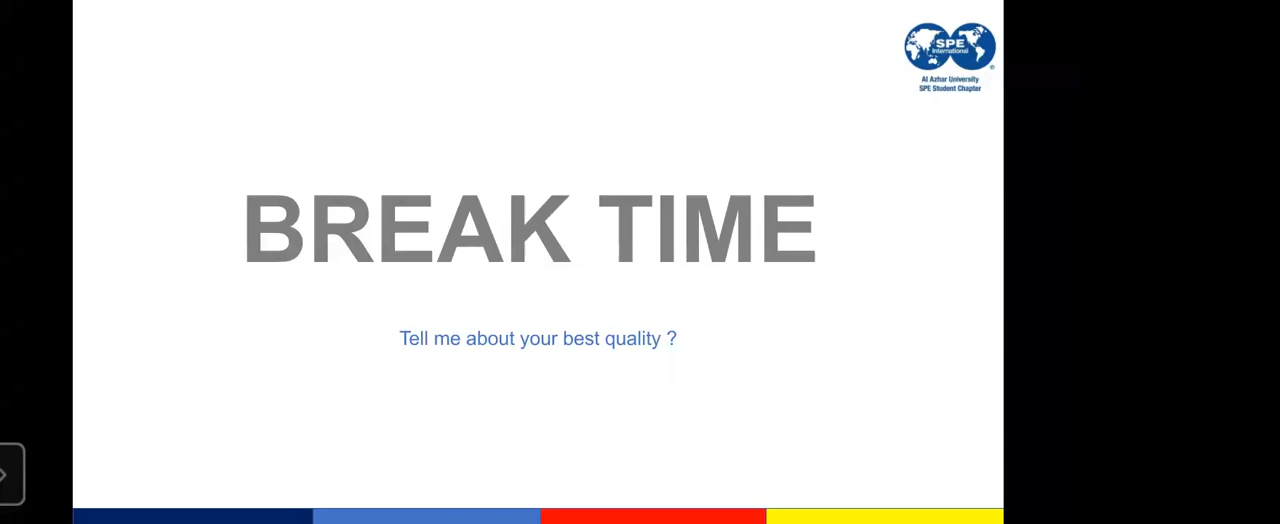 SPE
International
Al Azhar University
SPE Student Chapter
BREAK TIME
Tell me about your best quality ?